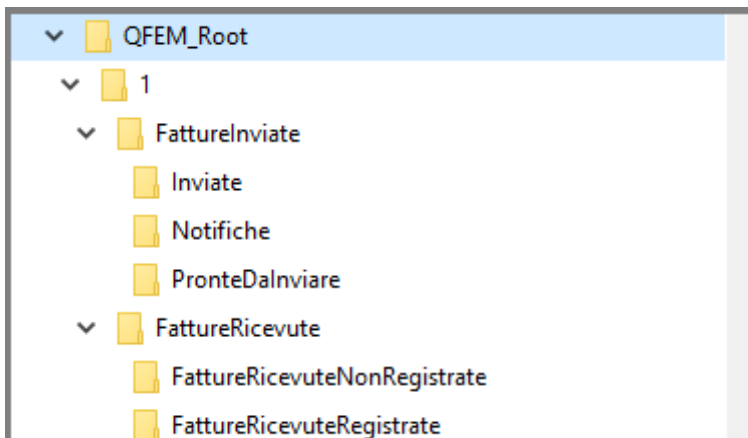 QFEM_Root
1
FattureInviate
Inviate
Notifiche
PronteDaInviare
FattureRicevute
FattureRicevuteNonRegistrate
FattureRicevuteRegistrate